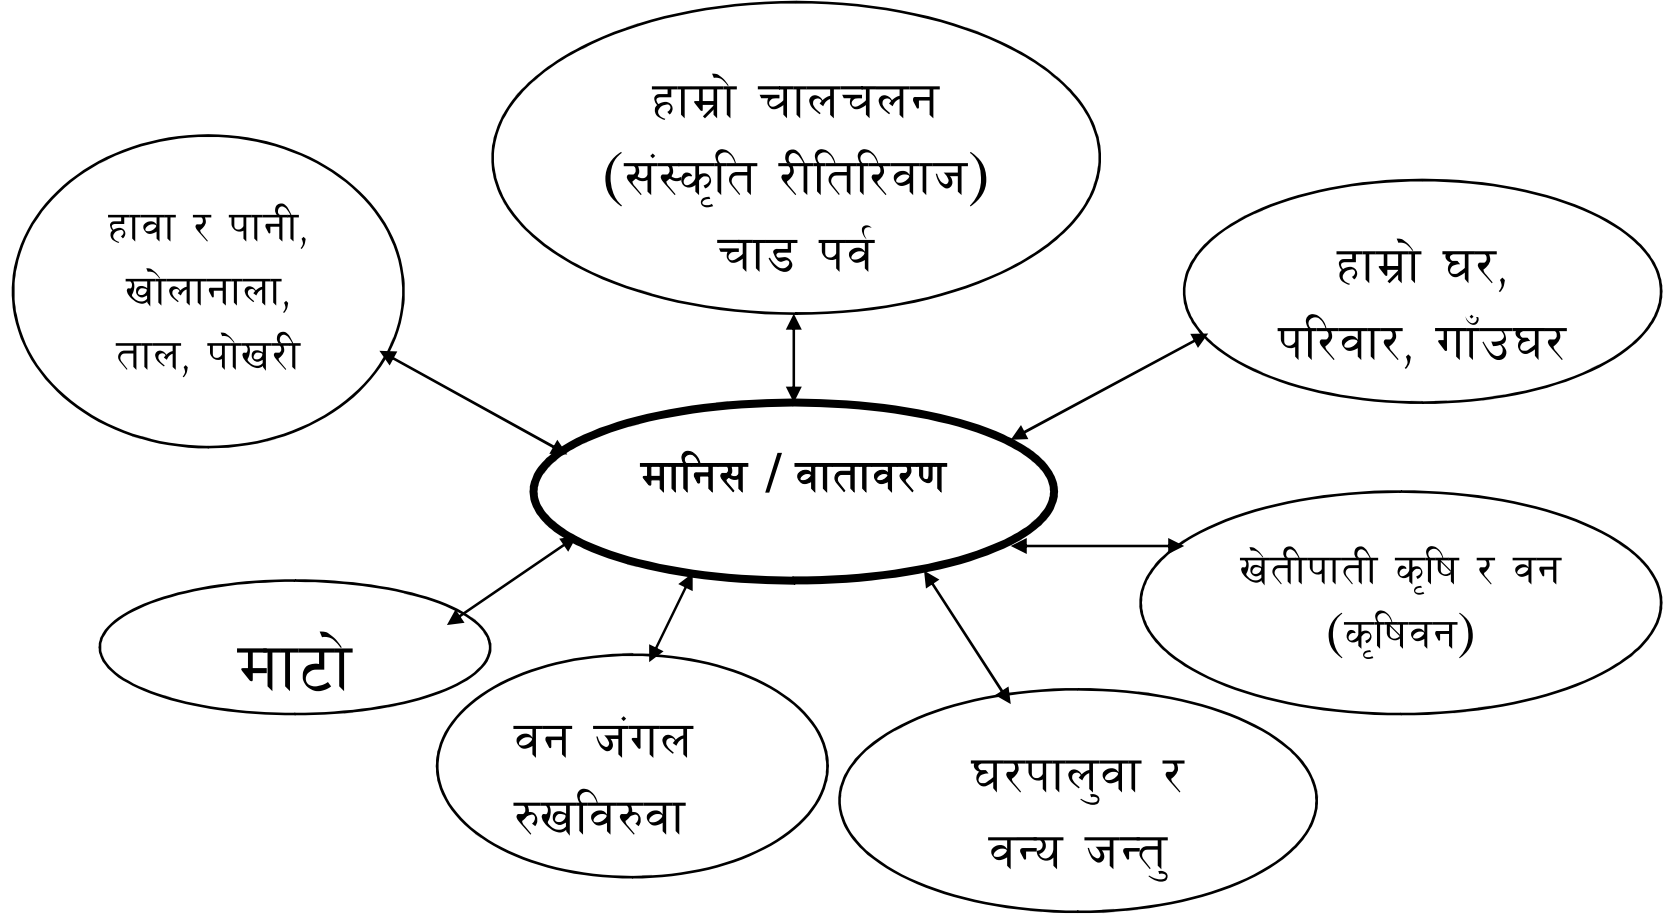 हाम्रो चालचलन
(संस्कृति रीतिरिवाज)
चाड पर्व
हावा र पानी,
खोलानाला,
ताल, पोखरी
हाम्रो घर,
परिवार, गाँउघर
मानिस / वातावरण
खेतीपाती कृषि र वन
(कृषिवन)
माटो
वन जंगल
रुखविरुवा
घरपालुवा र
वन्य जन्तु